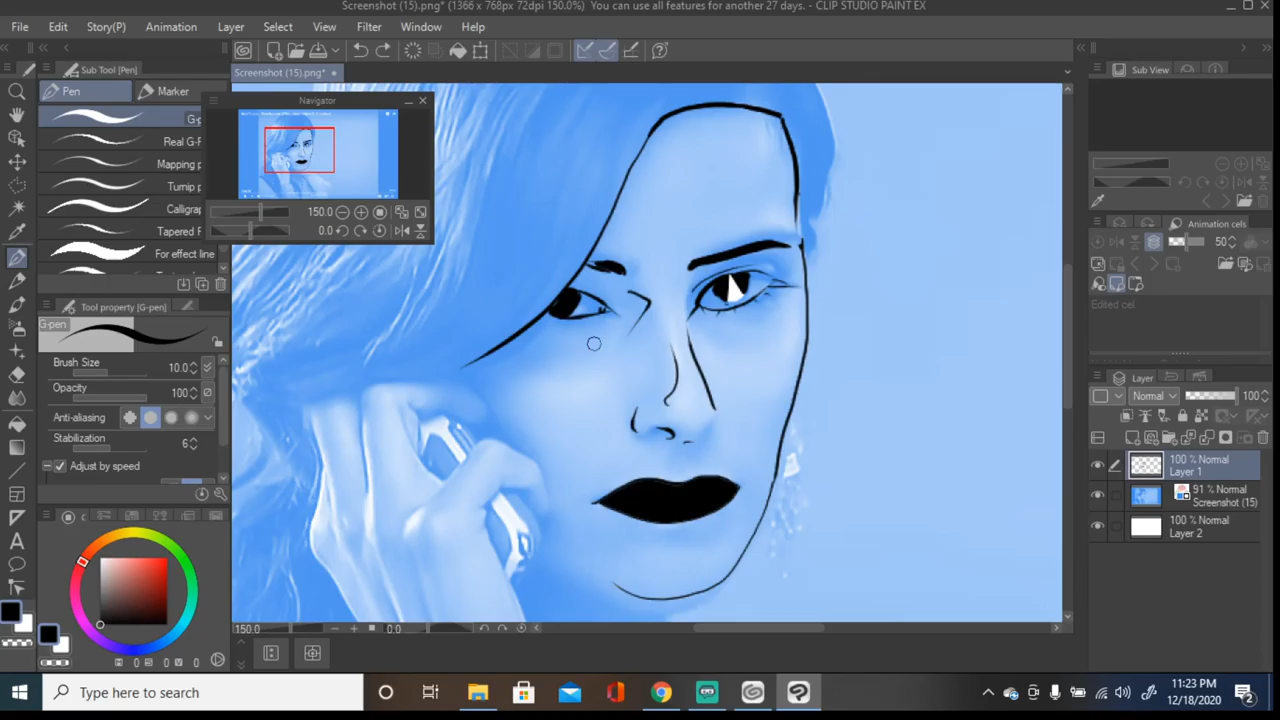 Screenshot (15).png* (1366 x 768px 72dpi 150.0%) You can use all features for another 27 days. - CLIP STUDIO PAINT EX
File Edit Story(P) Animation Layer Select View Filter Window Help
Sub Tool [Pen]
Screenshot (15).png*
Sub View
Pen Marker
Navigator
G-p
Real G-P
Mapping p
Turnip p
Calligrap
Tapered P
For effect line
150.0
0.0
Animation cels
50
Edited cel
Tool property [G-pen]
G-pen
Brush Size 10.0
Opacity 100
Anti-aliasing
Stabilization 6
Adjust by speed
Layer
Normal 100
100 % Normal
Layer 1
91 % Normal
Screenshot (15)
100 % Normal
Layer 2
H 0 S 0 V 0
150.0 0.0
Type here to search
11:23 PM
12/18/2020
2